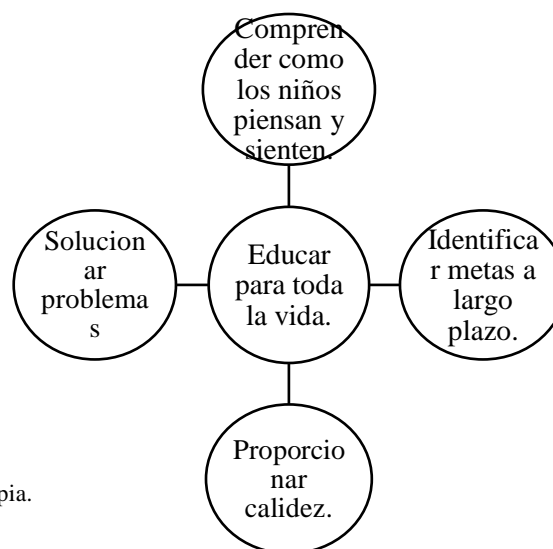 Compren
der como
los niños
piensan y
sienten.
Solucion
ar
problema
s
Educar
para toda
la vida.
Identifica
r metas a
largo
plazo.
Proporcio
nar
calidez.
pia.